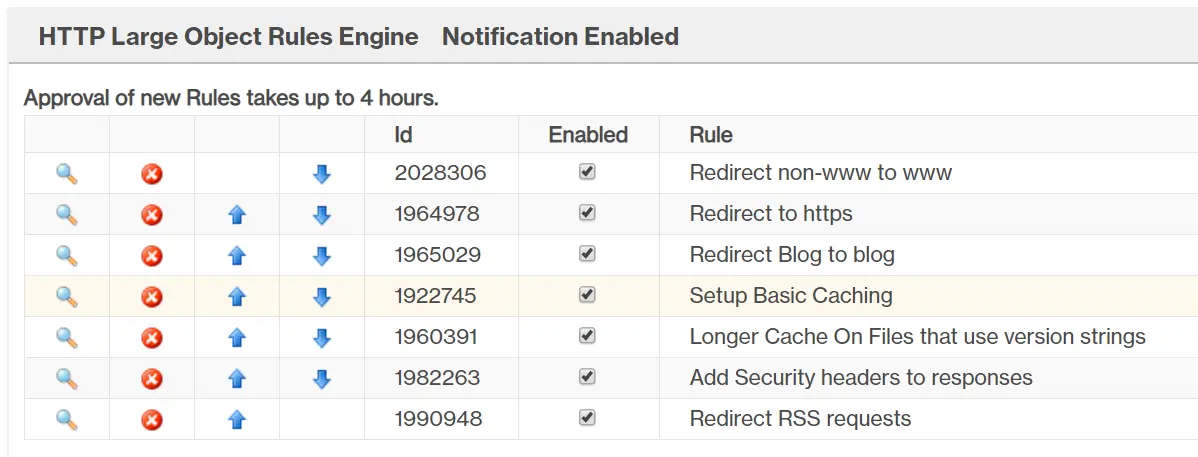 HTTP Large Object Rules Engine Notification Enabled
Approval of new Rules takes up to 4 hours.
Id Enabled Rule
2028306 Redirect non-www to www
1964978 Redirect to https
1965029 Redirect Blog to blog
1922745 Setup Basic Caching
1960391 Longer Cache On Files that use version strings
1982263 Add Security headers to responses
1990948 Redirect RSS requests